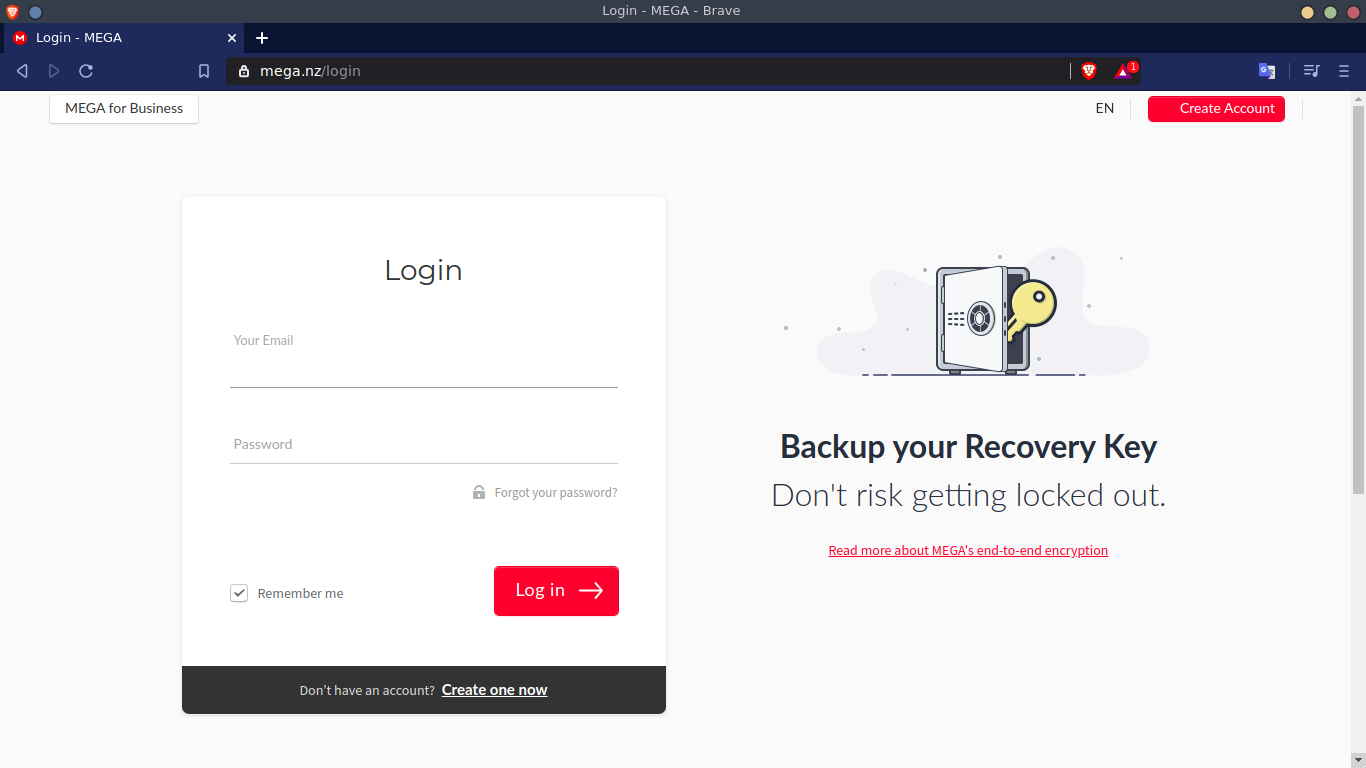 Login - MEGA - Brave
Login - MEGA
mega.nz/login
1
MEGA for Business
EN
Create Account
Login
Your Email
Password
Forgot your password?
Remember me
Log in
Don't have an account? Create one now
Backup your Recovery Key
Don't risk getting locked out.
Read more about MEGA's end-to-end encryption